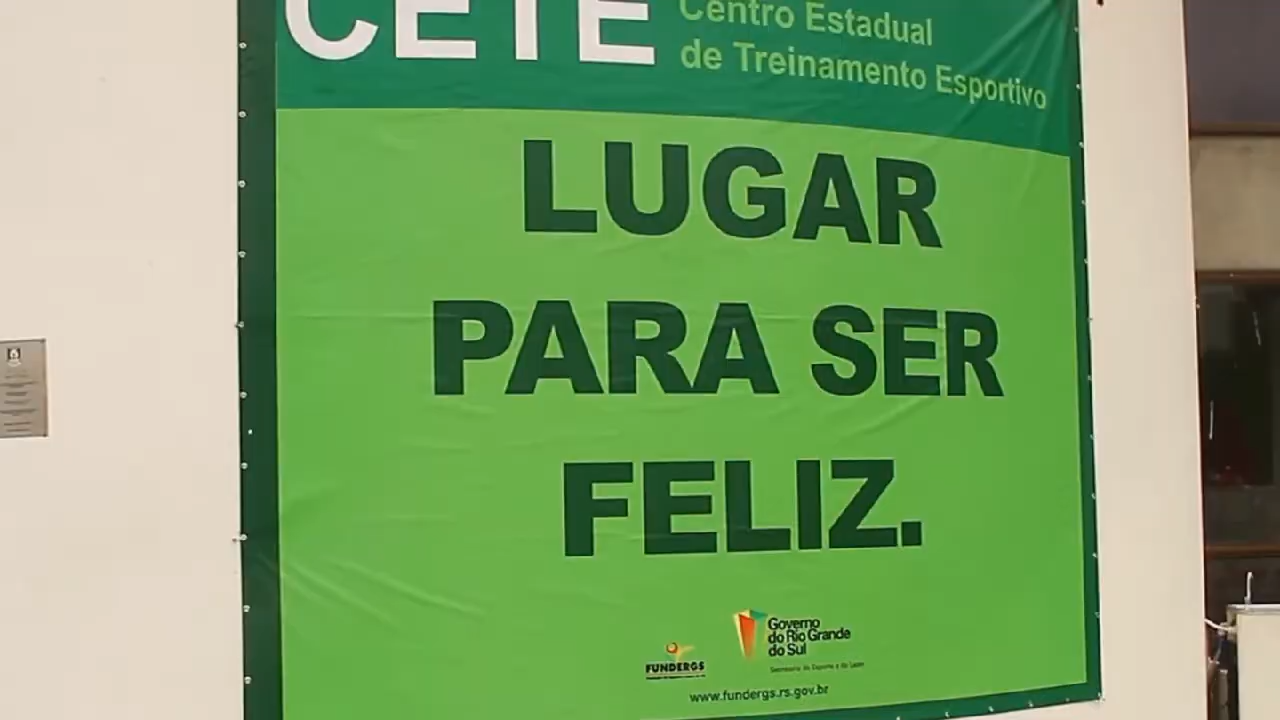 CETE
Centro Estadual
de Treinamento Esportivo
LUGAR
PARA SER
FELIZ.
FUNDERGS
Governo
do Rio Grande
do Sul
Secretaria do Esporte e do Lazer
www.fundergs.rs.gov.br